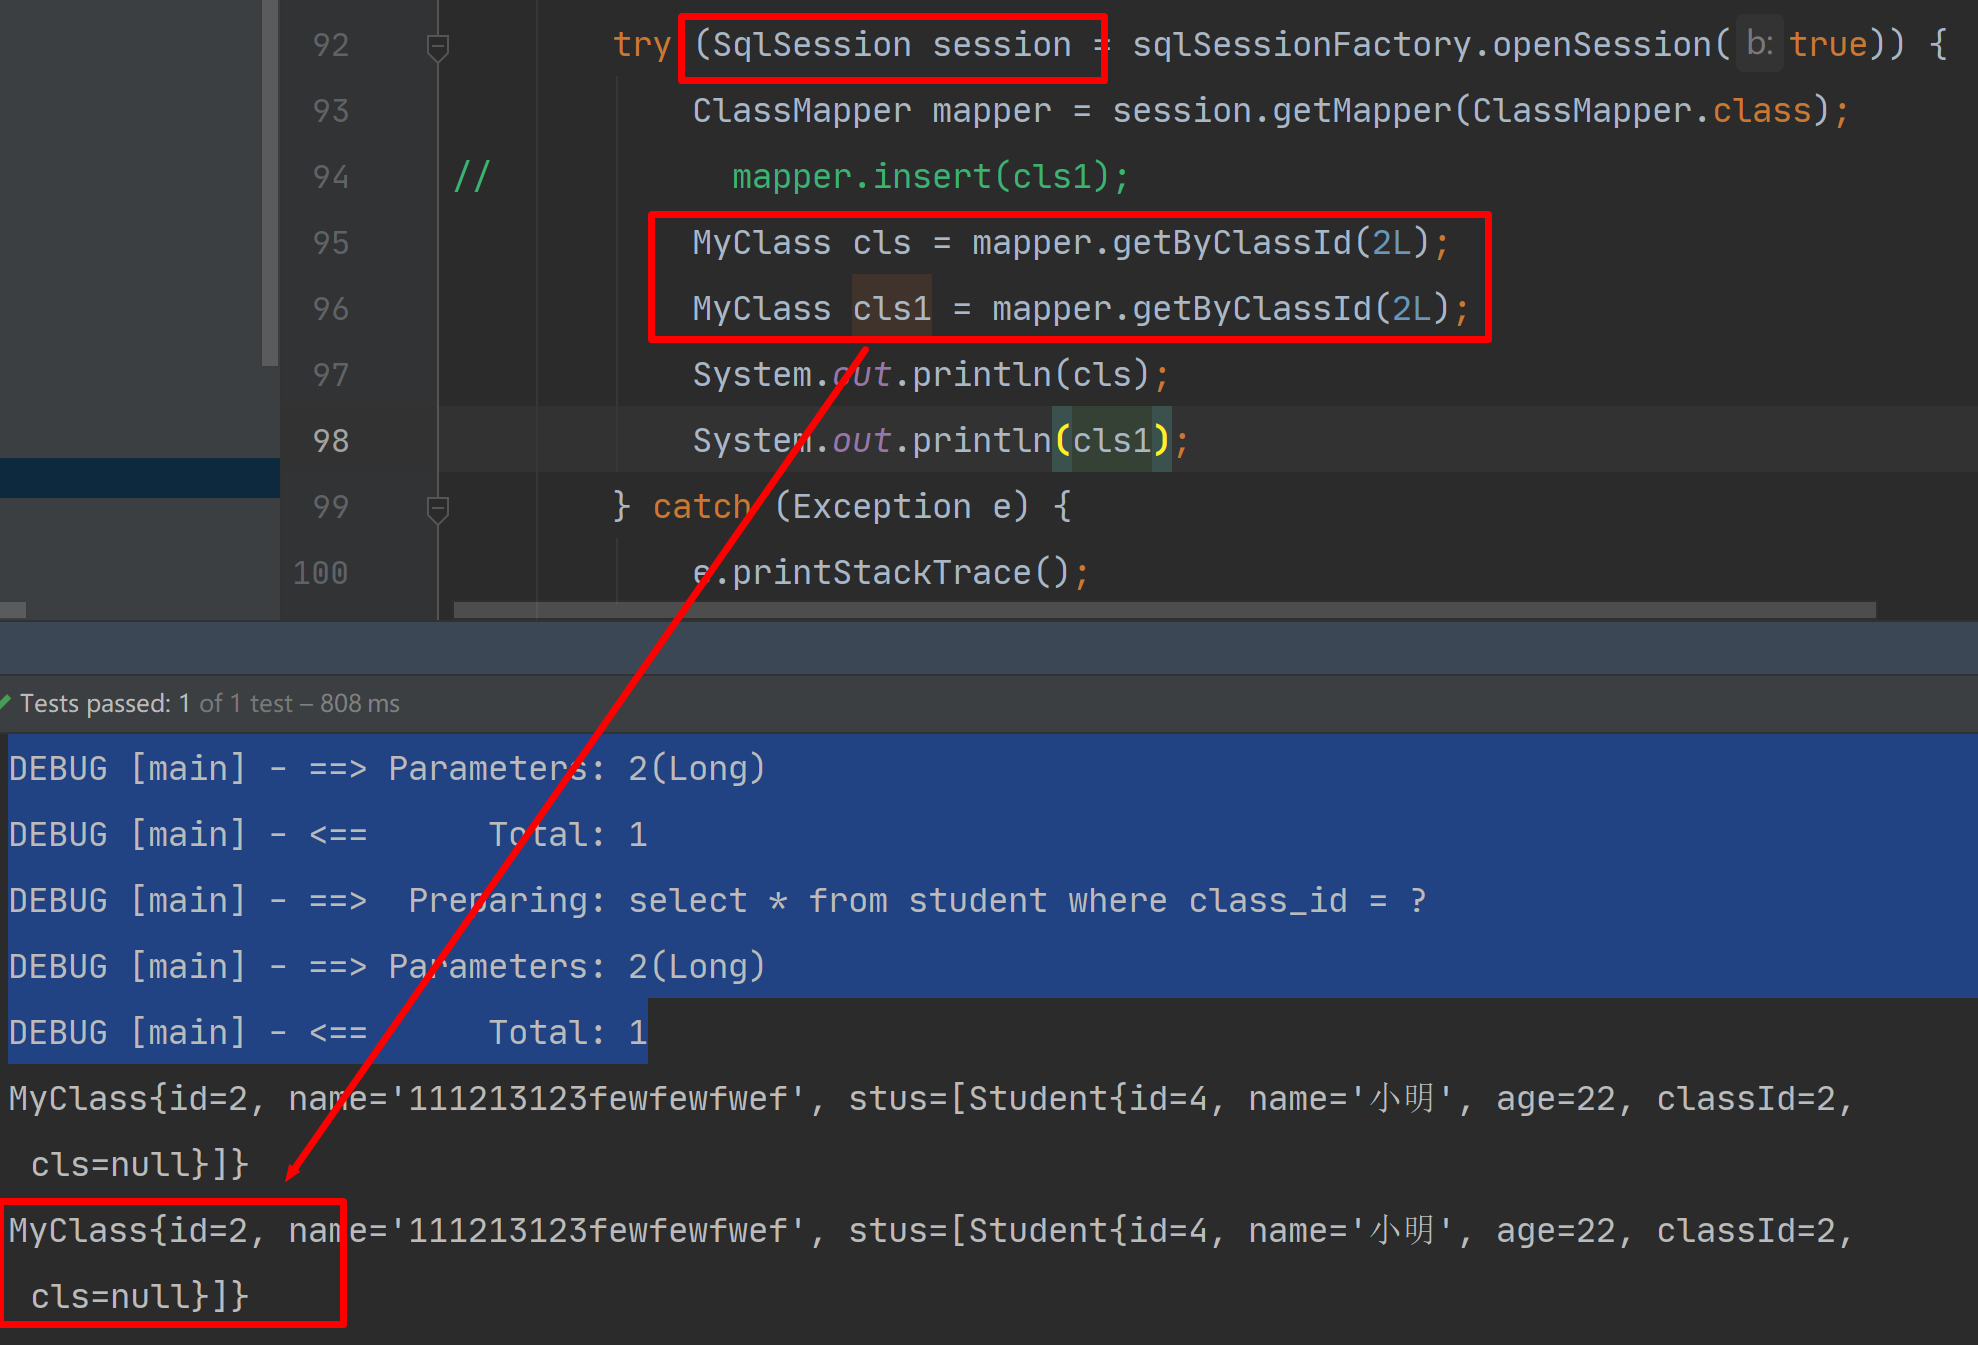 92 try (SqlSession session = sqlSessionFactory.openSession( b: true)) {
93 ClassMapper mapper = session.getMapper(ClassMapper.class);
94 // mapper.insert(cls1);
95 MyClass cls = mapper.getByClassId(2L);
96 MyClass cls1 = mapper.getByClassId(2L);
97 System.out.println(cls);
98 System.out.println(cls1);
99 } catch (Exception e) {
100 e.printStackTrace();
Tests passed: 1 of 1 test – 808 ms
DEBUG [main] - ==> Parameters: 2(Long)
DEBUG [main] - <==      Total: 1
DEBUG [main] - ==>  Preparing: select * from student where class_id = ?
DEBUG [main] - ==> Parameters: 2(Long)
DEBUG [main] - <==      Total: 1
MyClass{id=2, name='111213123fewfewfwef', stus=[Student{id=4, name='小明', age=22, classId=2,
cls=null}]}
MyClass{id=2, name='111213123fewfewfwef', stus=[Student{id=4, name='小明', age=22, classId=2,
cls=null}]}